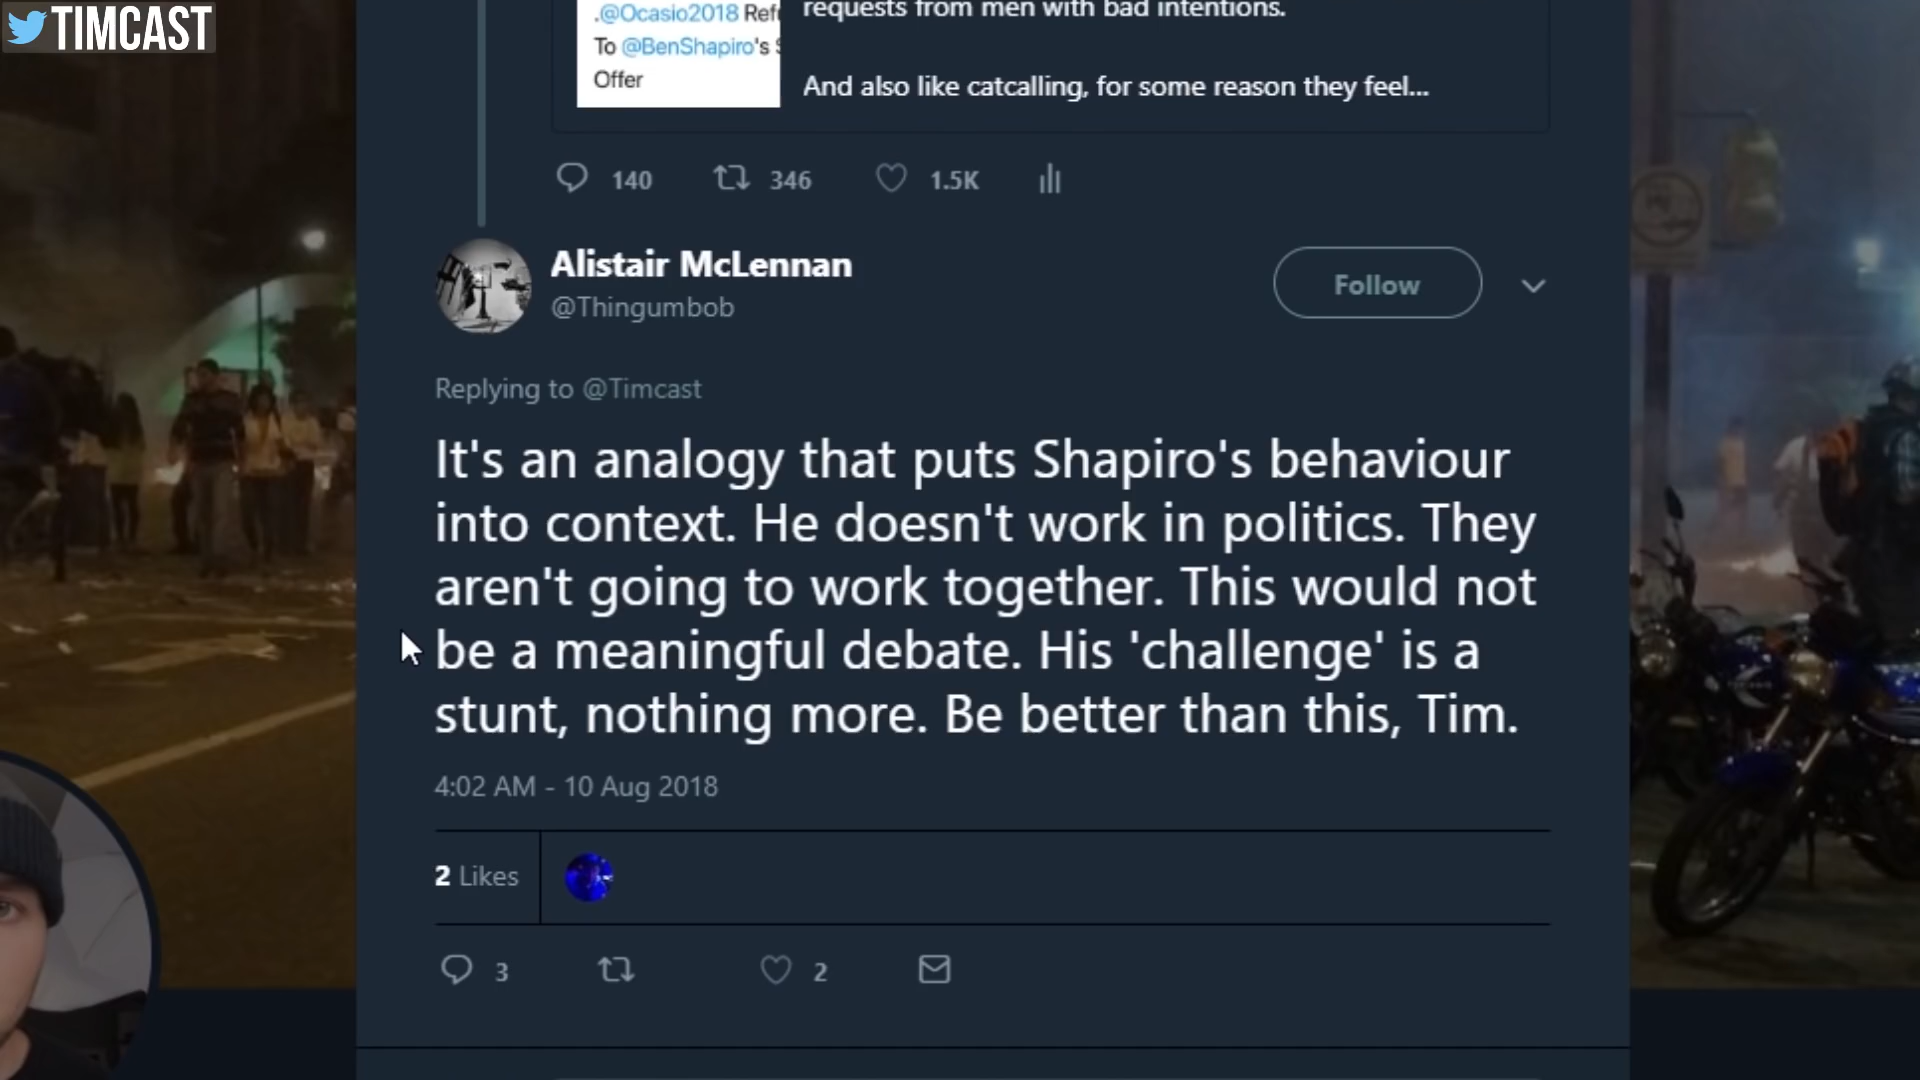 TIMCAST
.@Ocasio2018
requests from men with bad intentions.
To @BenShapiro's
Offer
And also like catcalling, for some reason they feel...
140 346 1.5K
Alistair McLennan
@Thingumbob
Follow
Replying to @Timcast
It's an analogy that puts Shapiro's behaviour
into context. He doesn't work in politics. They
aren't going to work together. This would not
be a meaningful debate. His 'challenge' is a
stunt, nothing more. Be better than this, Tim.
4:02 AM - 10 Aug 2018
2 Likes
3 2